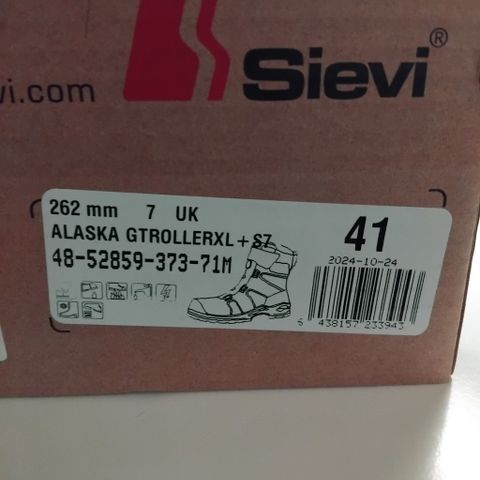 vi.com
Sievi®
262 mm 7 UK
ALASKA GTROLLERXL+S7
48-52859-373-71M
41
2024-10-24
6 438157 233943